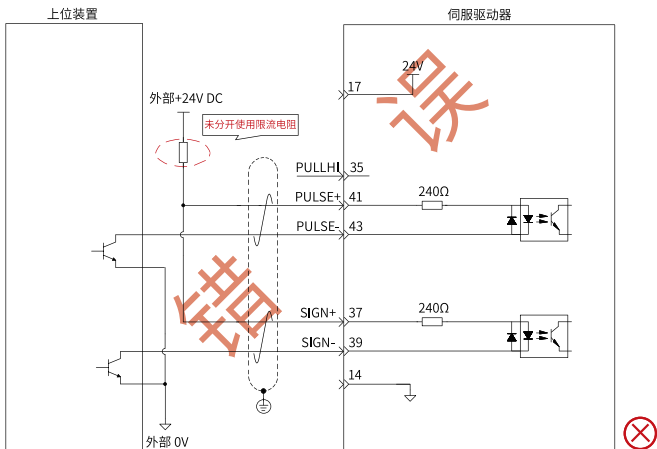 上位装置
伺服驱动器
24V
17
外部+24V DC
未分开使用限流电阻
PULLHI 35
PULSE+ 41
240Ω
PULSE- 43
SIGN+ 37
240Ω
SIGN- 39
14
外部 0V
错误